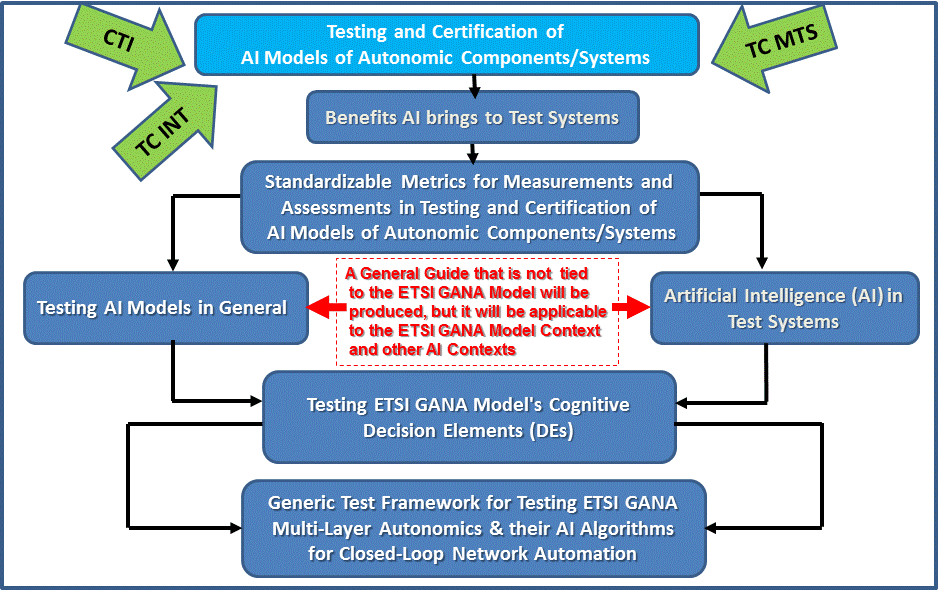 CTI
TC MTS
TC INT
Testing and Certification of
AI Models of Autonomic Components/Systems
Benefits AI brings to Test Systems
Standardizable Metrics for Measurements and
Assessments in Testing and Certification of
AI Models of Autonomic Components/Systems
Testing AI Models in General
A General Guide that is not tied
to the ETSI GANA Model will be
produced, but it will be applicable
to the ETSI GANA Model Context
and other AI Contexts
Artificial Intelligence (AI) in
Test Systems
Testing ETSI GANA Model's Cognitive
Decision Elements (DEs)
Generic Test Framework for Testing ETSI GANA
Multi-Layer Autonomics & their AI Algorithms
for Closed-Loop Network Automation